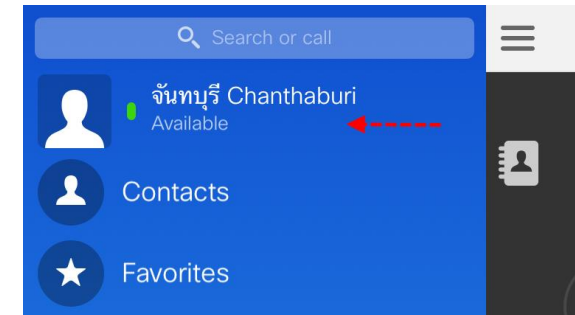 Search or call
จันทบุรี Chanthaburi
Available
Contacts
Favorites